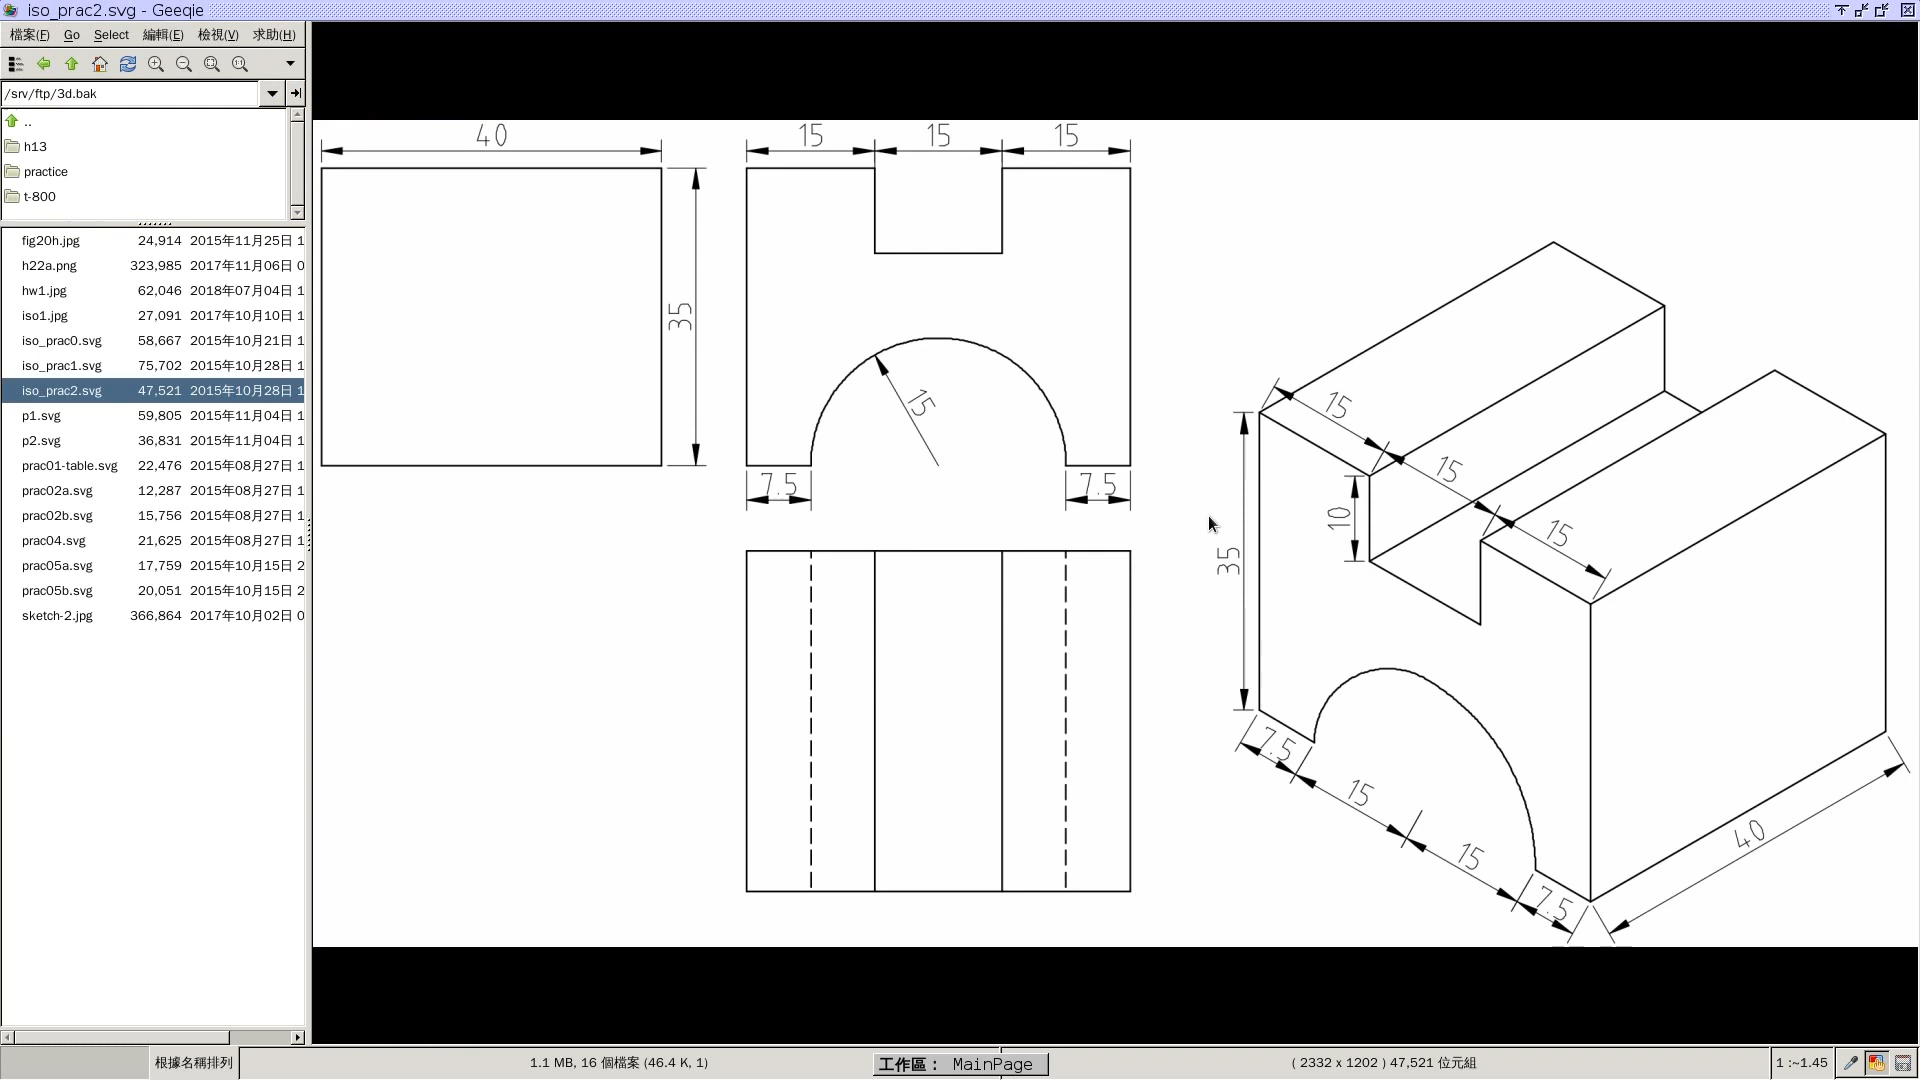 iso_prac2.svg - Geeqie
檔案(F) Go Select 編輯(E) 檢視(V) 求助(H)
/srv/ftp/3d.bak
..
h13
practice
t-800
fig20h.jpg 24,914 2015年11月25日 1
h22a.png 323,985 2017年11月06日 0
hw1.jpg 62,046 2018年07月04日 1
iso1.jpg 27,091 2017年10月10日 1
iso_prac0.svg 58,667 2015年10月21日 1
iso_prac1.svg 75,702 2015年10月28日 1
iso_prac2.svg 47,521 2015年10月28日 1
p1.svg 59,805 2015年11月04日 1
p2.svg 36,831 2015年11月04日 1
prac01-table.svg 22,476 2015年08月27日 1
prac02a.svg 12,287 2015年08月27日 1
prac02b.svg 15,756 2015年08月27日 1
prac04.svg 21,625 2015年08月27日 1
prac05a.svg 17,759 2015年10月15日 2
prac05b.svg 20,051 2015年10月15日 2
sketch-2.jpg 366,864 2017年10月02日 0
40
35
15 15 15
15
7.5 7.5
15
15
15
10
35
7.5
15
15
7.5
40
根據名稱排列 1.1 MB, 16 個檔案 (46.4 K, 1) 工作區： MainPage ( 2332 x 1202 ) 47,521 位元組 1 :~1.45